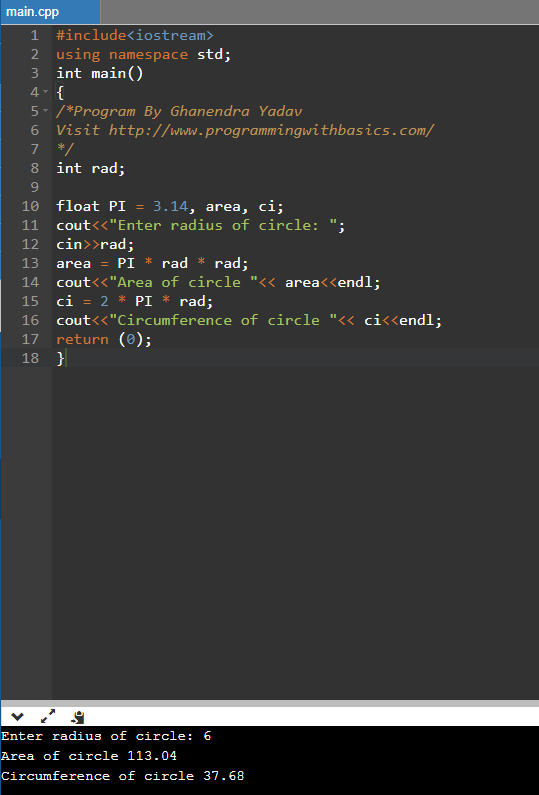 main.cpp
1 #include<iostream>
2 using namespace std;
3 int main()
4 {
5 /*Program By Ghanendra Yadav
6 Visit http://www.programmingwithbasics.com/
7 */
8 int rad;
9
10 float PI = 3.14, area, ci;
11 cout<<"Enter radius of circle: ";
12 cin>>rad;
13 area = PI * rad * rad;
14 cout<<"Area of circle "<< area<<endl;
15 ci = 2 * PI * rad;
16 cout<<"Circumference of circle "<< ci<<endl;
17 return (0);
18 }
Enter radius of circle: 6
Area of circle 113.04
Circumference of circle 37.68